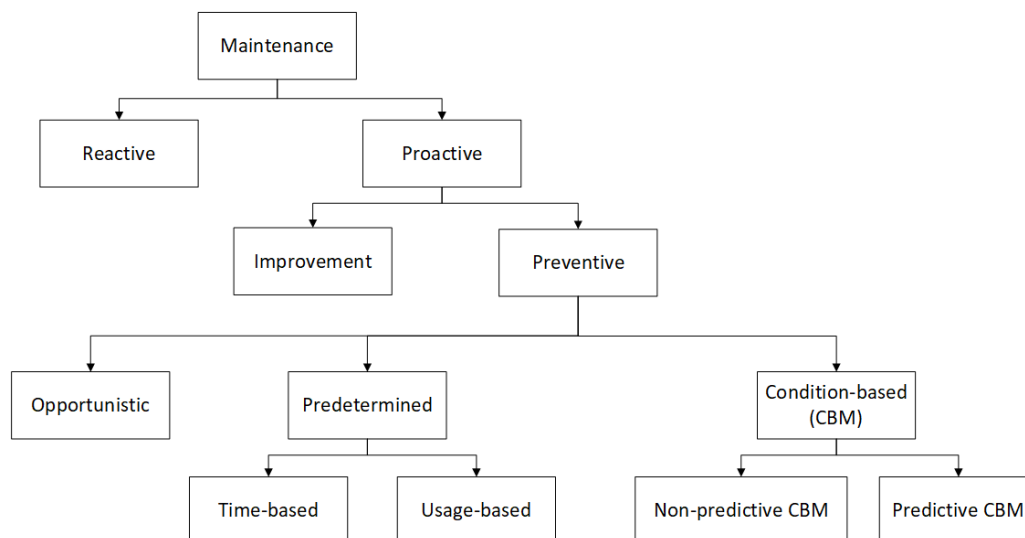 Maintenance
Reactive
Proactive
Improvement
Preventive
Opportunistic
Predetermined
Condition-based
(CBM)
Time-based
Usage-based
Non-predictive CBM
Predictive CBM